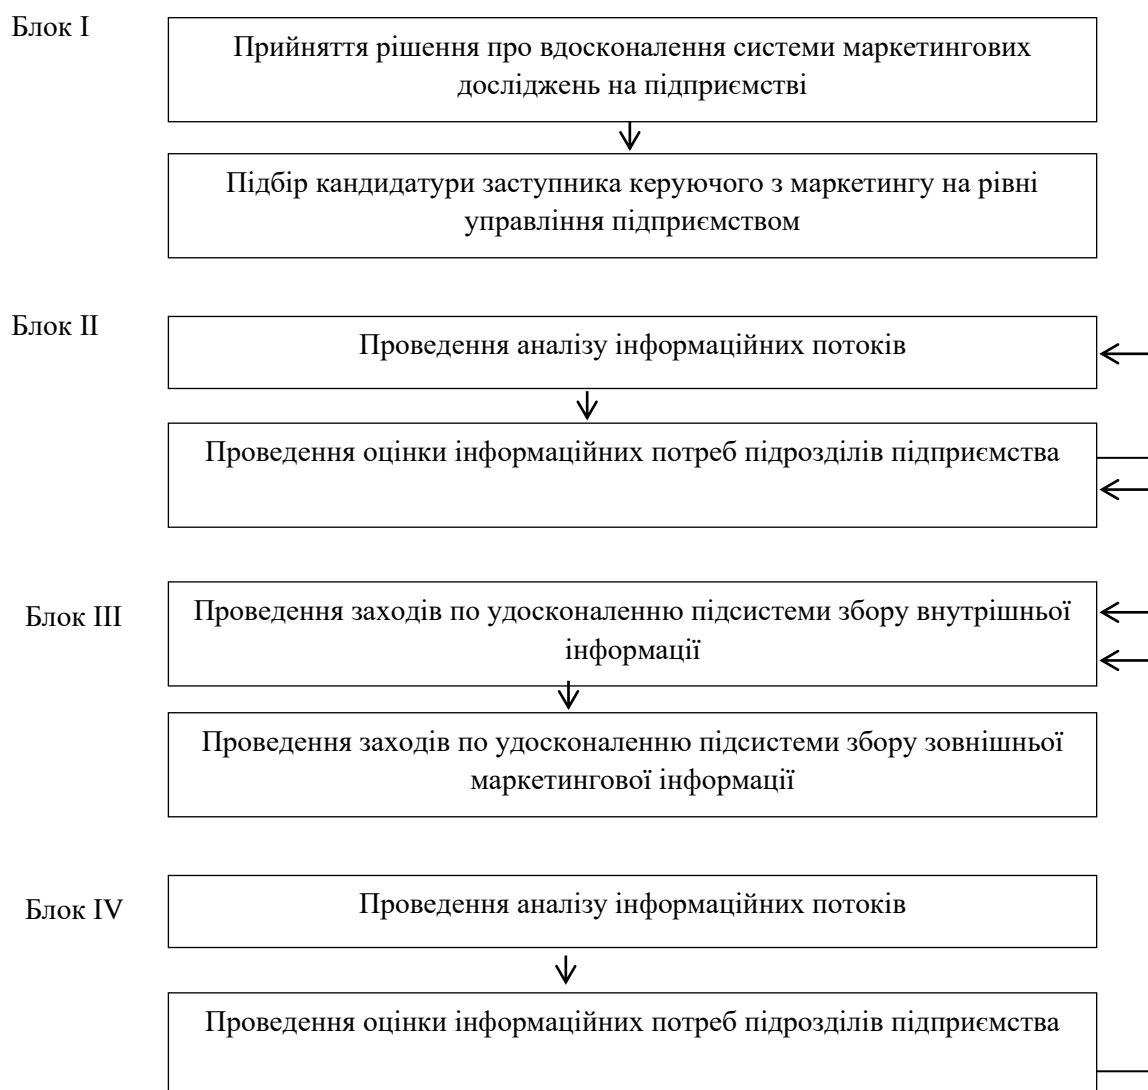 Блок I
Прийняття рішення про вдосконалення системи маркетингових
досліджень на підприємстві
Підбір кандидатури заступника керуючого з маркетингу на рівні
управління підприємством
Блок II
Проведення аналізу інформаційних потоків
Проведення оцінки інформаційних потреб підрозділів підприємства
Блок III
Проведення заходів по удосконаленню підсистеми збору внутрішньої
інформації
Проведення заходів по удосконаленню підсистеми збору зовнішньої
маркетингової інформації
Блок IV
Проведення аналізу інформаційних потоків
Проведення оцінки інформаційних потреб підрозділів підприємства